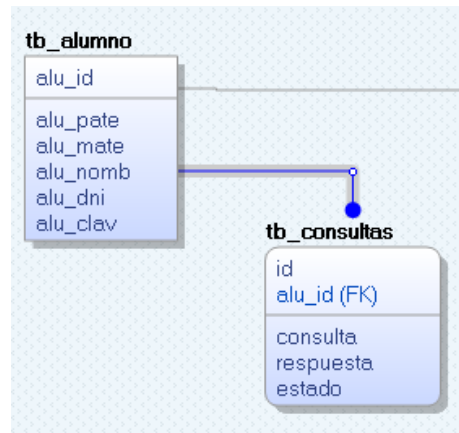 tb_alumno
alu_id
alu_pate
alu_mate
alu_nomb
alu_dni
alu_clav
tb_consultas
id
alu_id (FK)
consulta
respuesta
estado